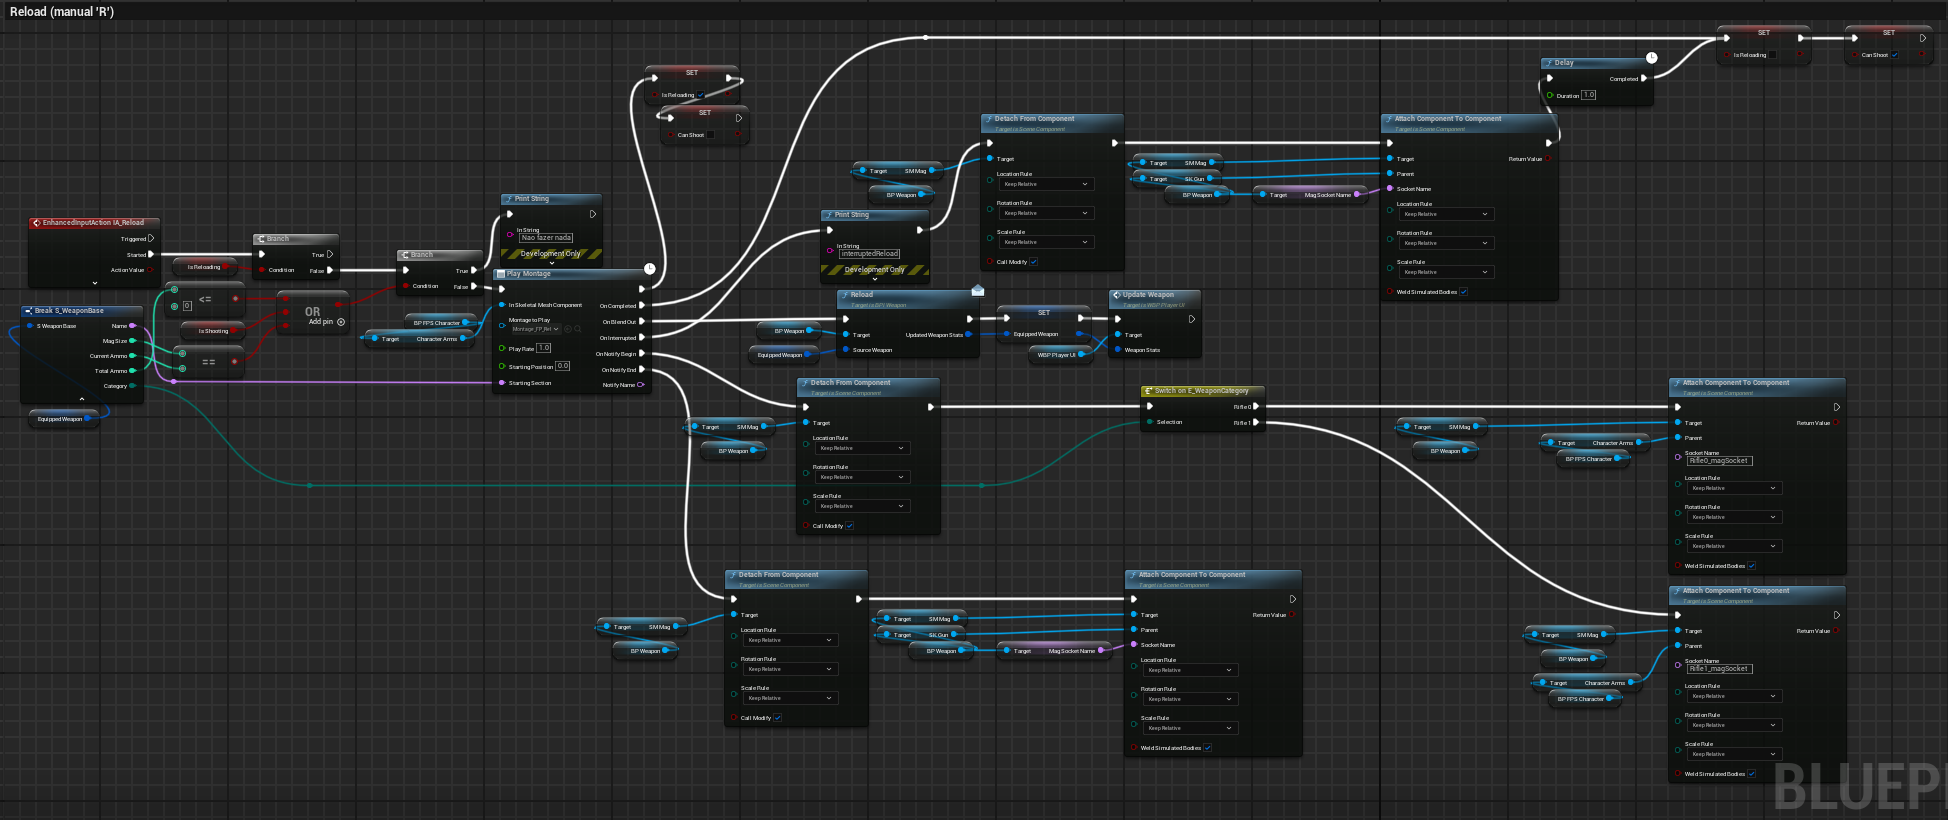 Reload (manual 'R')
SET
Is Reloading
SET
Can Shoot
SET
Is Reloading
SET
Can Shoot
Delay
Completed
Duration
1.0
Detach From Component
Target is Scene Component
Target
Location Rule
Keep Relative
Rotation Rule
Keep Relative
Scale Rule
Keep Relative
Call Modify
Target
SM Mag
BP Weapon
Target
SM Mag
Target
SK Gun
BP Weapon
Target
Mag Socket Name
Attach Component To Component
Target is Scene Component
Target
Return Value
Parent
Socket Name
Location Rule
Keep Relative
Rotation Rule
Keep Relative
Scale Rule
Keep Relative
Weld Simulated Bodies
EnhancedInputAction IA_Reload
Triggered
Started
Action Value
Branch
True
Condition
False
Is Reloading
Branch
True
Condition
False
Print String
In String
Nao fazer nada
Development Only
Print String
In String
interruptedReload
Development Only
<=
0
Is Shooting
OR
Add pin
==
Break S_WeaponBase
S Weapon Base
Name
Mag Size
Current Ammo
Total Ammo
Category
Equipped Weapon
BP FPS Character
Target
Character Arms
Play Montage
In Skeletal Mesh Component
On Completed
Montage to Play
Montage_FP_Rel
On Blend Out
On Interrupted
Play Rate
1.0
On Notify Begin
Starting Position
0.0
On Notify End
Starting Section
Notify Name
BP Weapon
Equipped Weapon
Reload
Target is BP Weapon
Target
Updated Weapon Stats
Source Weapon
SET
Equipped Weapon
WBP Player UI
Update Weapon
Target is WBP Player UI
Target
Weapon Stats
Target
SM Mag
BP Weapon
Detach From Component
Target is Scene Component
Target
Location Rule
Keep Relative
Rotation Rule
Keep Relative
Scale Rule
Keep Relative
Call Modify
Switch on E_WeaponCategory
Rifle0
Selection
Rifle1
Target
SM Mag
BP Weapon
Target
Character Arms
BP FPS Character
Attach Component To Component
Target is Scene Component
Target
Return Value
Parent
Socket Name
Rifle0_magSocket
Location Rule
Keep Relative
Rotation Rule
Keep Relative
Scale Rule
Keep Relative
Weld Simulated Bodies
Target
SM Mag
BP Weapon
Detach From Component
Target is Scene Component
Target
Location Rule
Keep Relative
Rotation Rule
Keep Relative
Scale Rule
Keep Relative
Call Modify
Target
SM Mag
Target
SK Gun
BP Weapon
Target
Mag Socket Name
Attach Component To Component
Target is Scene Component
Target
Return Value
Parent
Socket Name
Location Rule
Keep Relative
Rotation Rule
Keep Relative
Scale Rule
Keep Relative
Weld Simulated Bodies
Target
SM Mag
BP Weapon
Target
Character Arms
BP FPS Character
Attach Component To Component
Target is Scene Component
Target
Return Value
Parent
Socket Name
Rifle1_magSocket
Location Rule
Keep Relative
Rotation Rule
Keep Relative
Scale Rule
Keep Relative
Weld Simulated Bodies
BLUEP